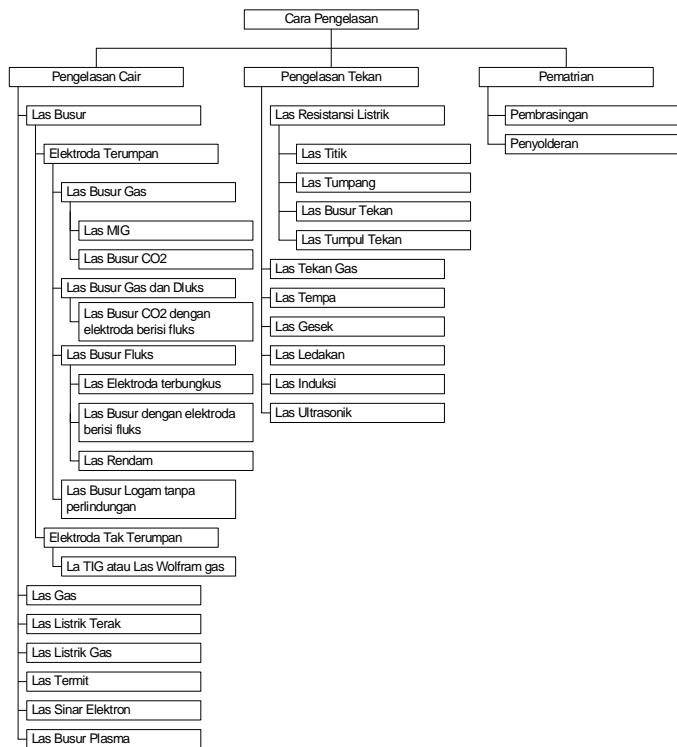 Cara Pengelasan
Pengelasan Cair
Las Busur
Elektroda Terumpan
Las Busur Gas
Las MIG
Las Busur CO2
Las Busur Gas dan Dluks
Las Busur CO2 dengan
elektroda berisi fluks
Las Busur Fluks
Las Elektroda terbungkus
Las Busur dengan elektroda
berisi fluks
Las Rendam
Las Busur Logam tanpa
perlindungan
Elektroda Tak Terumpan
La TIG atau Las Wolfram gas
Las Gas
Las Listrik Terak
Las Listrik Gas
Las Termit
Las Sinar Elektron
Las Busur Plasma
Pengelasan Tekan
Las Resistansi Listrik
Las Titik
Las Tumpang
Las Busur Tekan
Las Tumpul Tekan
Las Tekan Gas
Las Tempa
Las Gesek
Las Ledakan
Las Induksi
Las Ultrasonik
Pematrian
Pembrasingan
Penyolderan